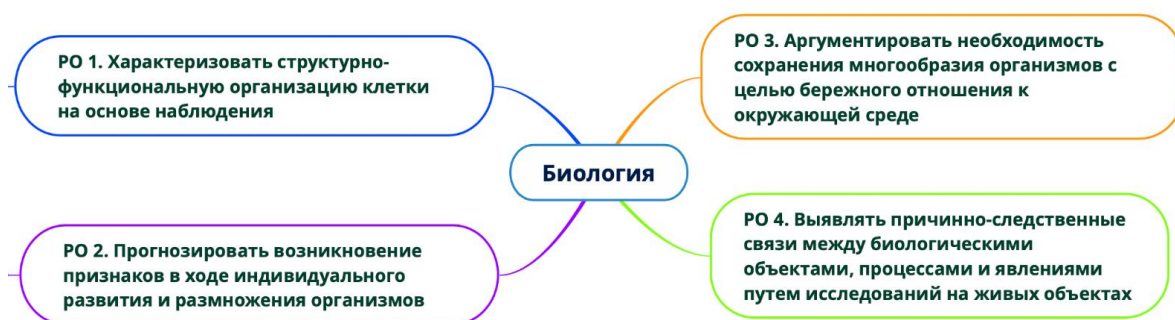 РО 1. Характеризовать структурно-
функциональную организацию клетки
на основе наблюдения
РО 2. Прогнозировать возникновение
признаков в ходе индивидуального
развития и размножения организмов
Биология
РО 3. Аргументировать необходимость
сохранения многообразия организмов с
целью бережного отношения к
окружающей среде
РО 4. Выявлять причинно-следственные
связи между биологическими
объектами, процессами и явлениями
путем исследований на живых объектах